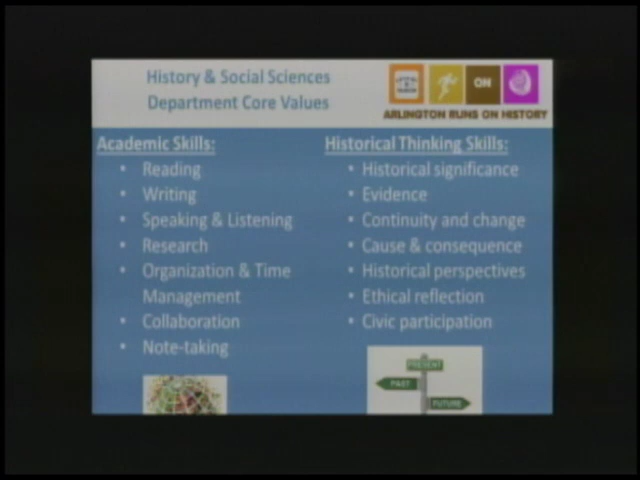 History & Social Sciences
Department Core Values
ON
ARLINGTON RUNS ON HISTORY
Academic Skills:
• Reading
• Writing
• Speaking & Listening
• Research
• Organization & Time
Management
• Collaboration
• Note-taking
Historical Thinking Skills:
• Historical significance
• Evidence
• Continuity and change
• Cause & consequence
• Historical perspectives
• Ethical reflection
• Civic participation
PRESENT
PAST
FUTURE